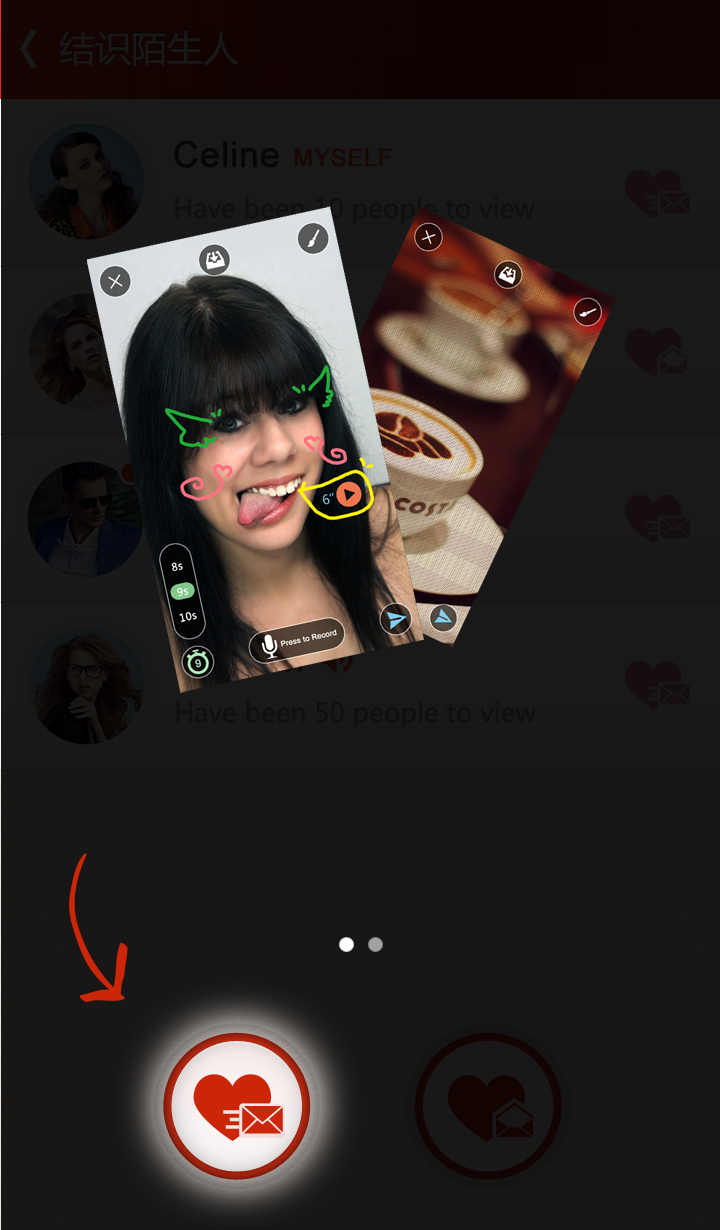 结识陌生人
Celine MYSELF
Have been 10 people to view
6"
COSTA
8s
9s
10s
9
Press to Record
Have been 50 people to view